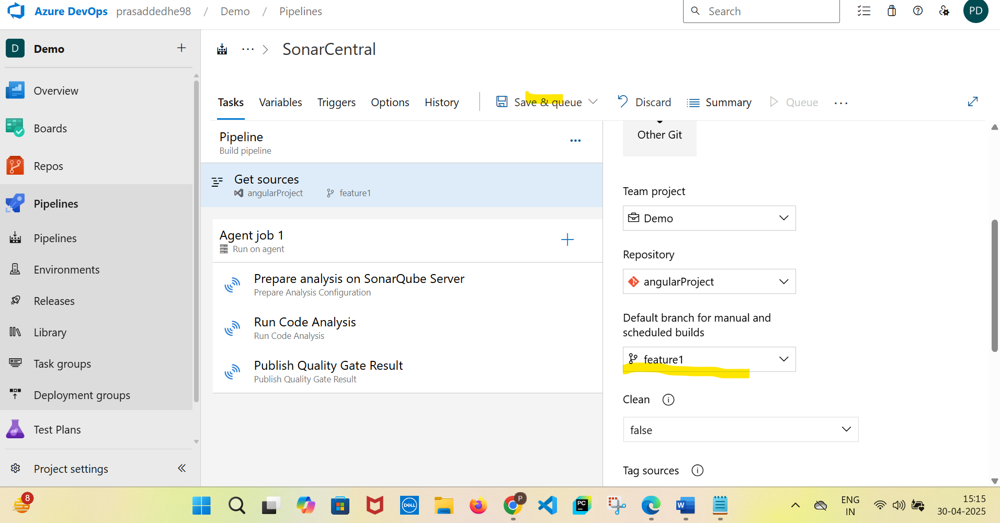 Azure DevOps prasaddedhe98 / Demo / Pipelines
Search
PD
D Demo
Overview
Boards
Repos
Pipelines
Pipelines
Environments
Releases
Library
Task groups
Deployment groups
Test Plans
Project settings
... SonarCentral
Tasks Variables Triggers Options History Save & queue Discard Summary Queue ...
Pipeline
Build pipeline
Get sources
angularProject feature1
Agent job 1
Run on agent
Prepare analysis on SonarQube Server
Prepare Analysis Configuration
Run Code Analysis
Run Code Analysis
Publish Quality Gate Result
Publish Quality Gate Result
Other Git
Team project
Demo
Repository
angularProject
Default branch for manual and
scheduled builds
feature1
Clean
false
Tag sources
8
DELL
P
PC
W
ENG
IN
15:15
30-04-2025